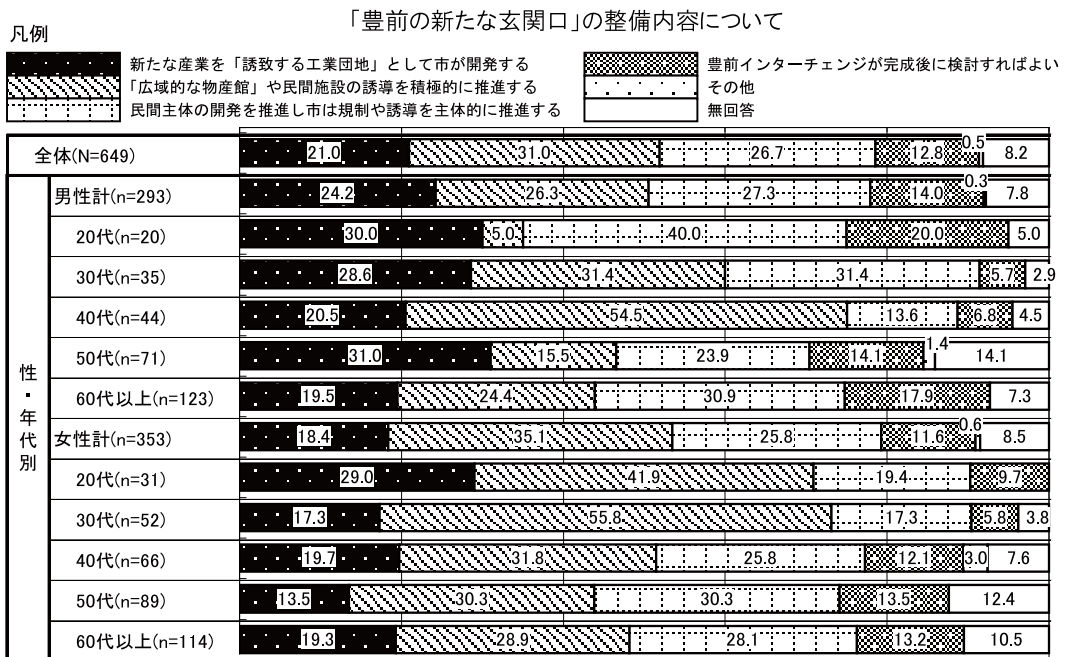 「豊前の新たな玄関口」の整備内容について
凡例
新たな産業を「誘致する工業団地」として市が開発する
「広域的な物産館」や民間施設の誘導を積極的に推進する
民間主体の開発を推進し市は規制や誘導を主体的に推進する
豊前インターチェンジが完成後に検討すればよい
その他
無回答
全体(N=649) 21.0 31.0 26.7 12.8 0.5 8.2
性・年代別
男性計(n=293) 24.2 26.3 27.3 14.0 0.3 7.8
20代(n=20) 30.0 5.0 40.0 20.0 5.0
30代(n=35) 28.6 31.4 31.4 5.7 2.9
40代(n=44) 20.5 54.5 13.6 6.8 4.5
50代(n=71) 31.0 15.5 23.9 14.1 1.4 14.1
60代以上(n=123) 19.5 24.4 30.9 17.9 7.3
女性計(n=353) 18.4 35.1 25.8 11.6 0.6 8.5
20代(n=31) 29.0 41.9 19.4 9.7
30代(n=52) 17.3 55.8 17.3 5.8 3.8
40代(n=66) 19.7 31.8 25.8 12.1 3.0 7.6
50代(n=89) 13.5 30.3 30.3 13.5 12.4
60代以上(n=114) 19.3 28.9 28.1 13.2 10.5